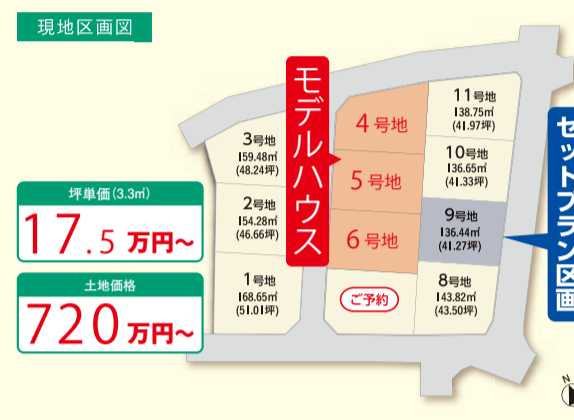 現地区画図
モデルハウス
セットプラン区画
坪単価(3.3㎡)
17.5 万円〜
土地価格
720万円〜
3号地
159.48㎡
(48.24坪)
2号地
154.28㎡
(46.66坪)
1号地
168.65㎡
(51.01坪)
4号地
5号地
6号地
ご予約
11号地
138.75㎡
(41.97坪)
10号地
136.65㎡
(41.33坪)
9号地
136.44㎡
(41.27坪)
8号地
143.82㎡
(43.50坪)
N